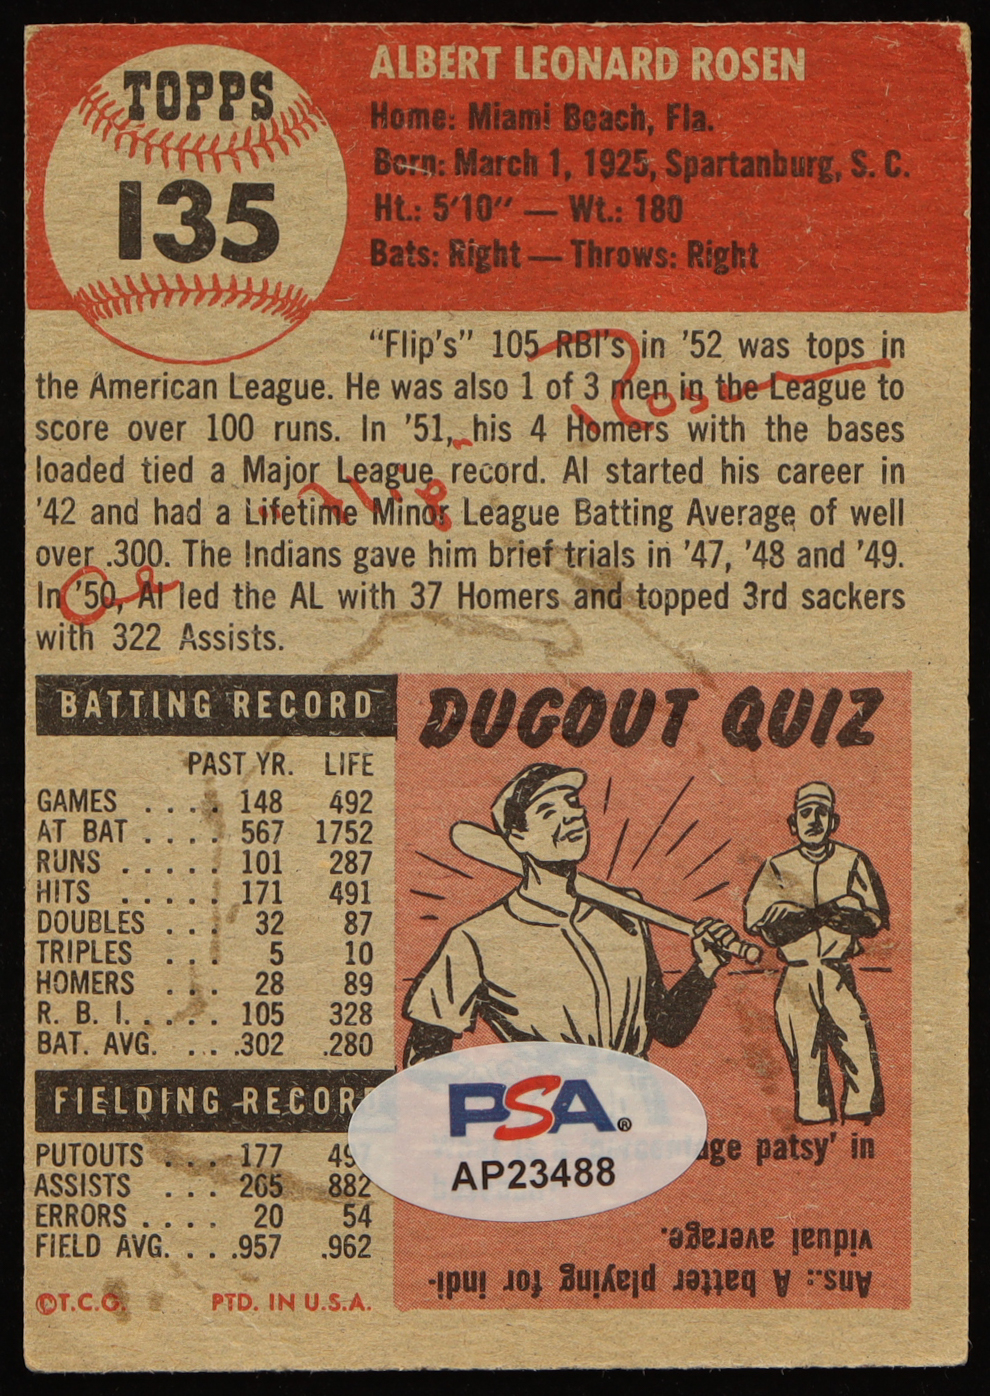 TOPPS
135
ALBERT LEONARD ROSEN
Home: Miami Beach, Fla.
Born: March 1, 1925, Spartanburg, S. C.
Ht.: 5'10" — Wt.: 180
Bats: Right — Throws: Right
"Flip's" 105 RBI's in '52 was tops in
the American League. He was also 1 of 3 men in the League to
score over 100 runs. In '51, his 4 Homers with the bases
loaded tied a Major League record. Al started his career in
'42 and had a Lifetime Minor League Batting Average of well
over .300. The Indians gave him brief trials in '47, '48 and '49.
In '50, Al led the AL with 37 Homers and topped 3rd sackers
with 322 Assists.
Al "Flip" Rosen
BATTING RECORD
PAST YR. LIFE
GAMES . . . . 148 492
AT BAT . . . . 567 1752
RUNS . . . . . 101 287
HITS . . . . . 171 491
DOUBLES . . . 32 87
TRIPLES . . . 5 10
HOMERS . . . 28 89
R. B. I. . . . . . 105 328
BAT. AVG. . . . .302 .280
FIELDING RECOR
PUTOUTS . . . 177 49
ASSISTS . . . 265 882
ERRORS . . . . 20 54
FIELD AVG. . . . .957 .962
©T.C.G. PTD. IN U.S.A.
DUGOUT QUIZ
PSA®
AP23488
age patsy' in
Ans.: A batter playing for indi-
vidual average.